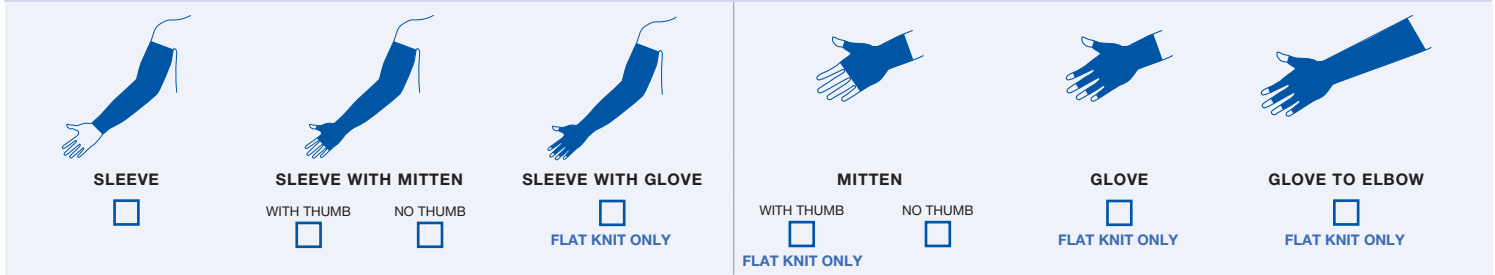 SLEEVE
SLEEVE WITH MITTEN
WITH THUMB
NO THUMB
SLEEVE WITH GLOVE
FLAT KNIT ONLY
MITTEN
WITH THUMB
FLAT KNIT ONLY
NO THUMB
GLOVE
FLAT KNIT ONLY
GLOVE TO ELBOW
FLAT KNIT ONLY